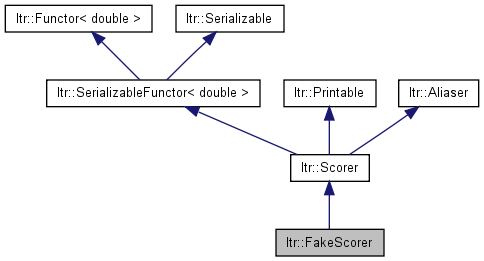 ltr::Functor< double >
ltr::Serializable
ltr::SerializableFunctor< double >
ltr::Printable
ltr::Aliaser
ltr::Scorer
ltr::FakeScorer